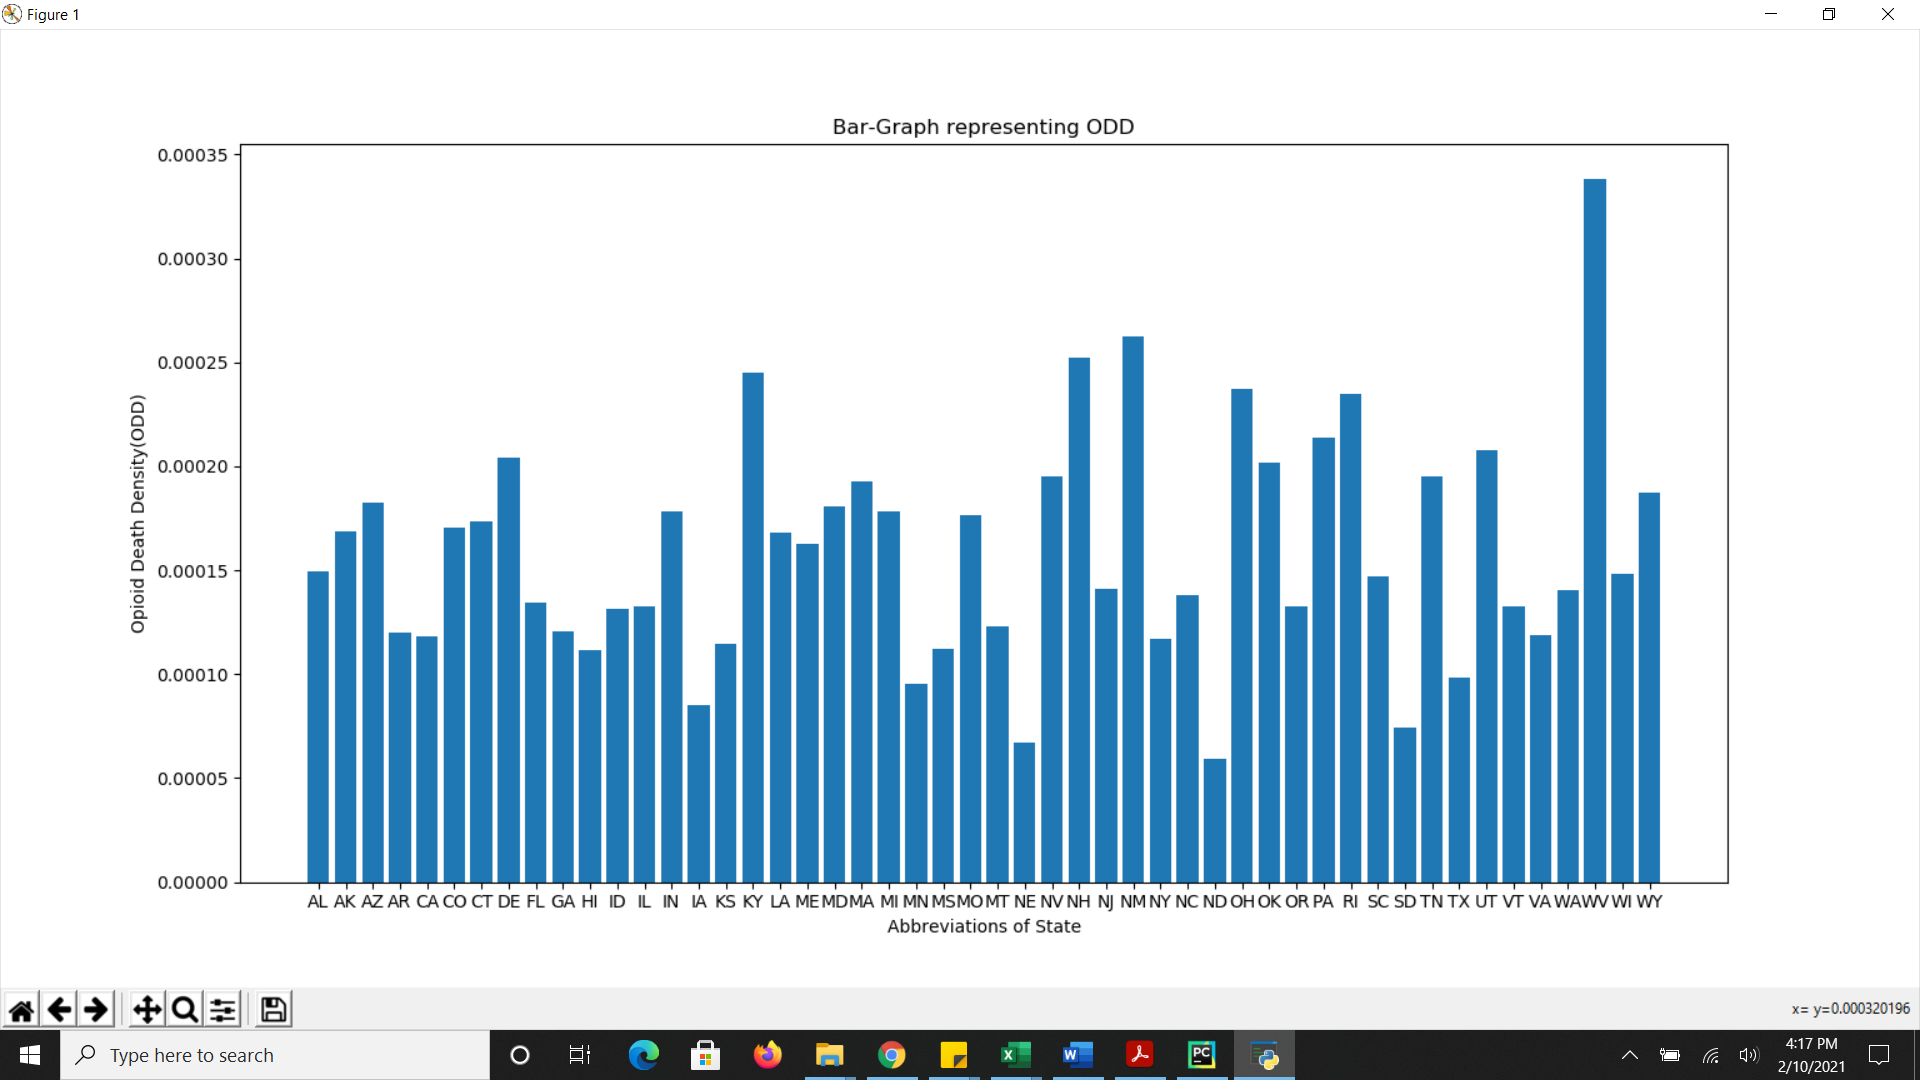 Figure 1
Bar-Graph representing ODD
0.00035
0.00030
0.00025
0.00020
0.00015
0.00010
0.00005
0.00000
Opioid Death Density(ODD)
AL AK AZ AR CA CO CT DE FL GA HI ID IL IN IA KS KY LA ME MD MA MI MN MS MO MT NE NV NH NJ NM NY NC ND OH OK OR PA RI SC SD TN TX UT VT VA WA WV WI WY
Abbreviations of State
x= y=0.000320196
Type here to search
PC
4:17 PM
2/10/2021